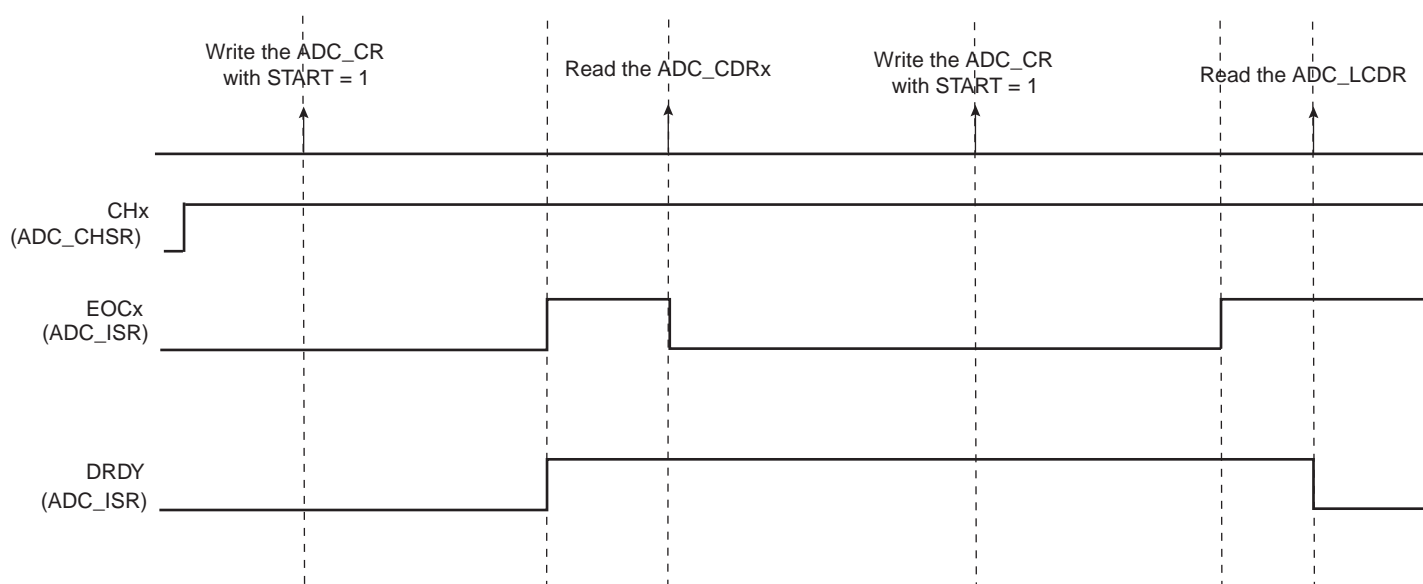 Write the ADC_CR
with START = 1
Read the ADC_CDRx
Write the ADC_CR
with START = 1
Read the ADC_LCDR
CHx
(ADC_CHSR)
EOCx
(ADC_ISR)
DRDY
(ADC_ISR)